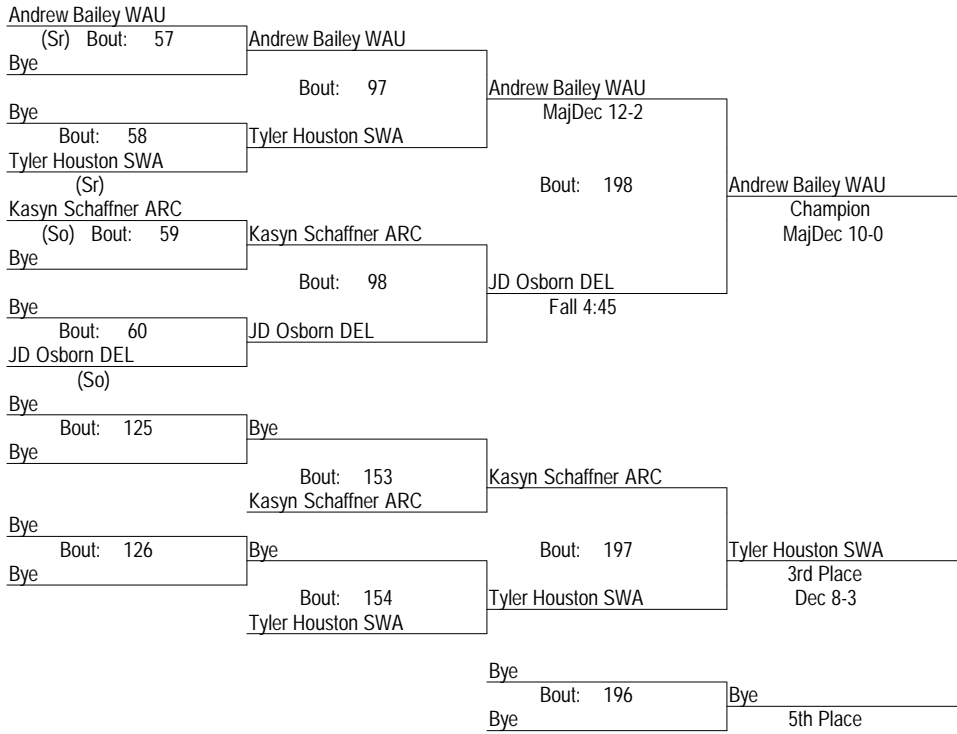 Andrew Bailey WAU
(Sr) Bout: 57
Andrew Bailey WAU
Bye
Bout: 97
Andrew Bailey WAU
MajDec 12-2
Bye
Bout: 58
Tyler Houston SWA
Tyler Houston SWA
(Sr)
Bout: 198
Andrew Bailey WAU
Champion
MajDec 10-0
Kasyn Schaffner ARC
(So) Bout: 59
Kasyn Schaffner ARC
Bye
Bout: 98
JD Osborn DEL
Fall 4:45
Bye
Bout: 60
JD Osborn DEL
JD Osborn DEL
(So)
Bye
Bout: 125
Bye
Bye
Bout: 153
Kasyn Schaffner ARC
Kasyn Schaffner ARC
Bye
Bout: 126
Bye
Bye
Bout: 197
Tyler Houston SWA
3rd Place
Dec 8-3
Bout: 154
Tyler Houston SWA
Tyler Houston SWA
Bye
Bout: 196
Bye
Bye
5th Place